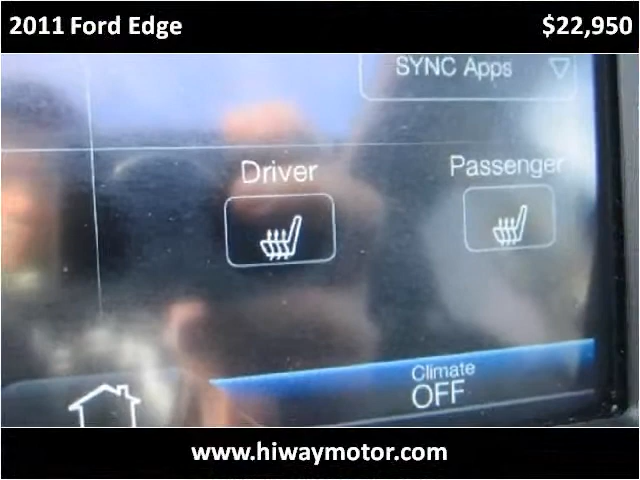 2011 Ford Edge $22,950
SYNC Apps
Driver Passenger
Climate
OFF
www.hiwaymotor.com